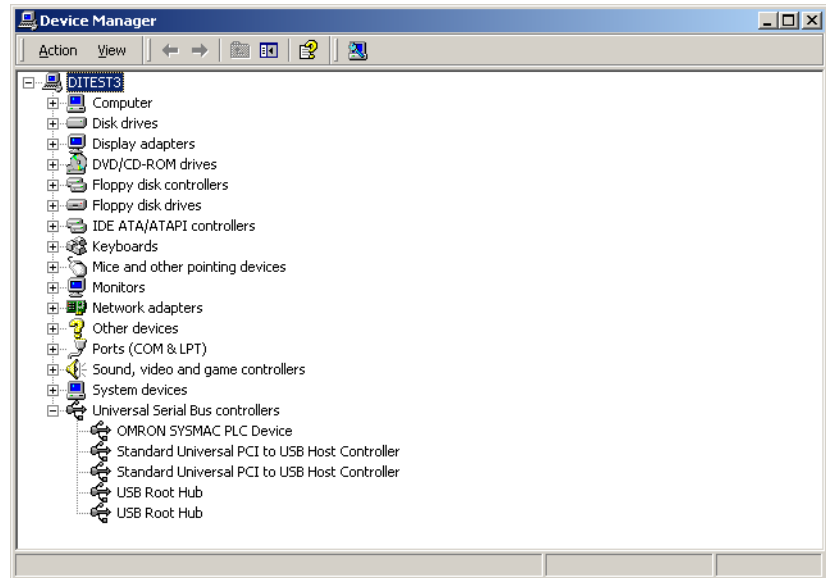 Device Manager
Action View
DITEST3
Computer
Disk drives
Display adapters
DVD/CD-ROM drives
Floppy disk controllers
Floppy disk drives
IDE ATA/ATAPI controllers
Keyboards
Mice and other pointing devices
Monitors
Network adapters
Other devices
Ports (COM & LPT)
Sound, video and game controllers
System devices
Universal Serial Bus controllers
OMRON SYSMAC PLC Device
Standard Universal PCI to USB Host Controller
Standard Universal PCI to USB Host Controller
USB Root Hub
USB Root Hub